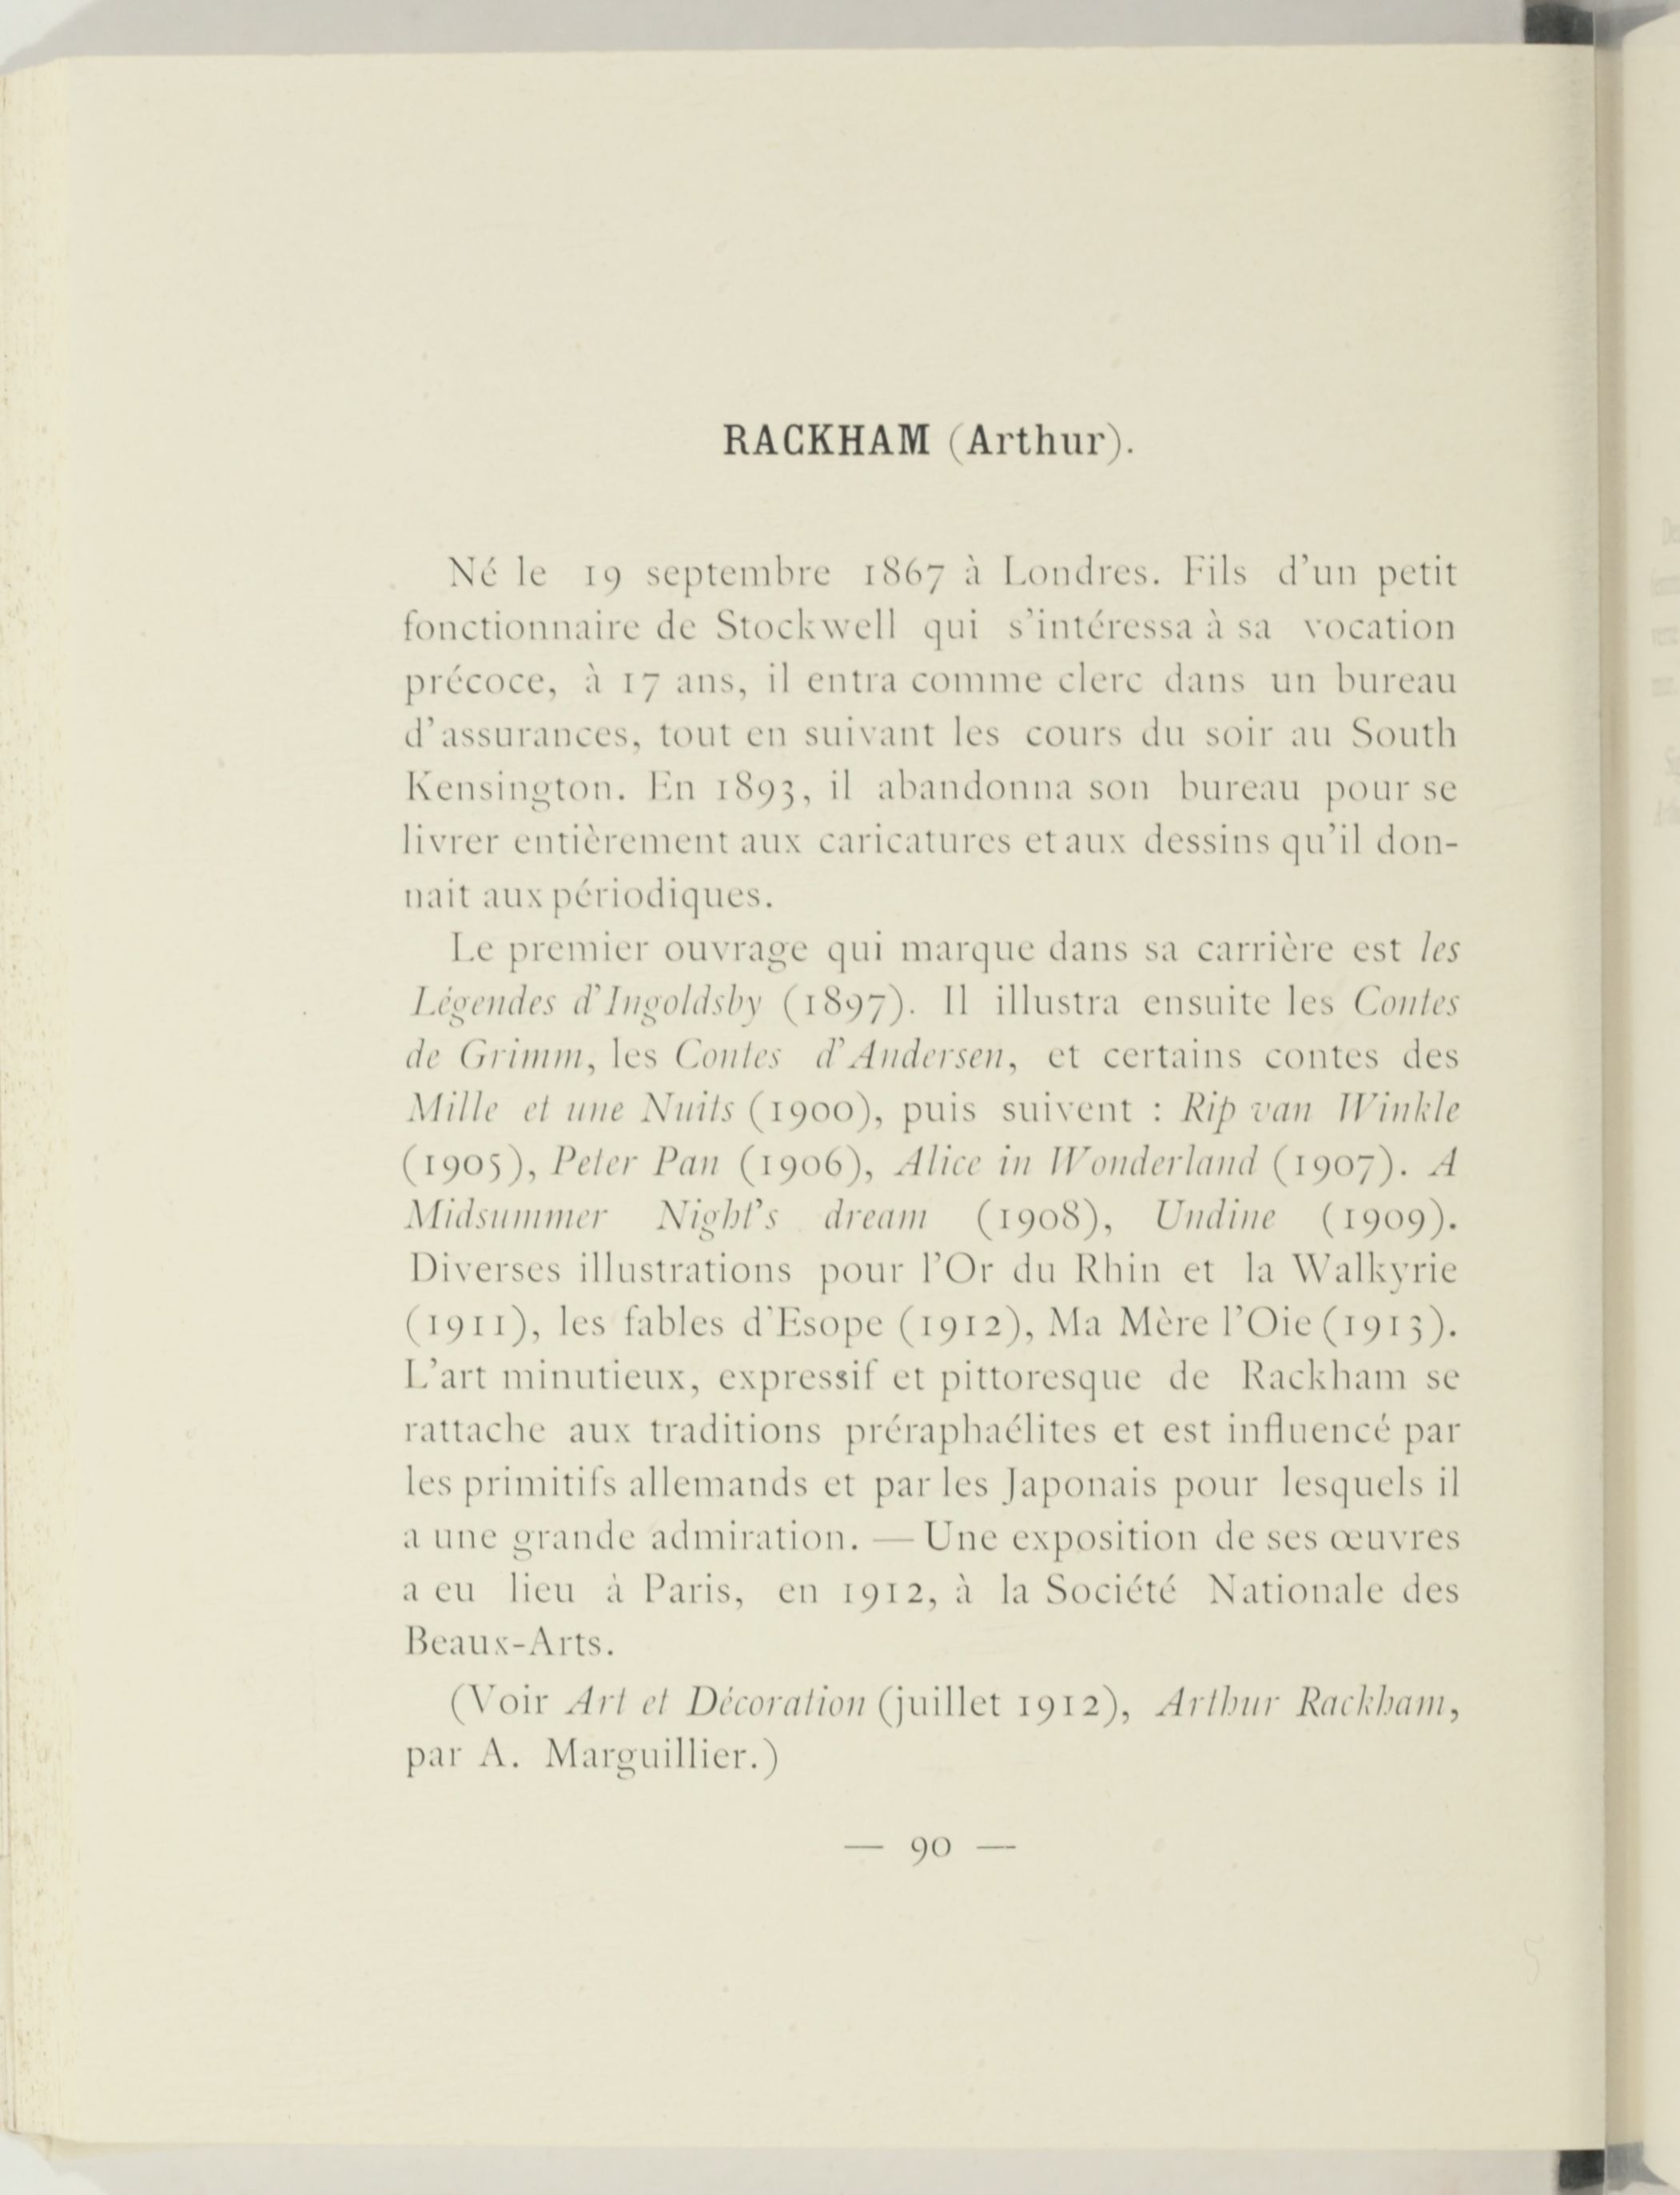 RACKHAM (Arthur).
Né le 19 septembre 1867 à Londres. Fils d'un petit
fonctionnaire de Stockwell qui s'intéressa à sa vocation
précoce, à 17 ans, il entra comme clerc dans un bureau
d'assurances, tout en suivant les cours du soir au South
Kensington. En 1893, il abandonna son bureau pour se
livrer entièrement aux caricatures et aux dessins qu'il don-
nait aux périodiques.
Le premier ouvrage qui marque dans sa carrière est les
Légendes d'Ingoldsby (1897). Il illustra ensuite les Contes
de Grimm, les Contes d'Andersen, et certains contes des
Mille et une Nuits (1900), puis suivent : Rip van Winkle
(1905), Peter Pan (1906), Alice in Wonderland (1907). A
Midsummer Night's dream (1908), Undine (1909).
Diverses illustrations pour l'Or du Rhin et la Walkyrie
(1911), les fables d'Esope (1912), Ma Mère l'Oie (1913).
L'art minutieux, expressif et pittoresque de Rackham se
rattache aux traditions préraphaélites et est influencé par
les primitifs allemands et par les Japonais pour lesquels il
a une grande admiration. — Une exposition de ses œuvres
a eu lieu à Paris, en 1912, à la Société Nationale des
Beaux-Arts.
(Voir Art et Décoration (juillet 1912), Arthur Rackham,
par A. Marguillier.)
— 90 —